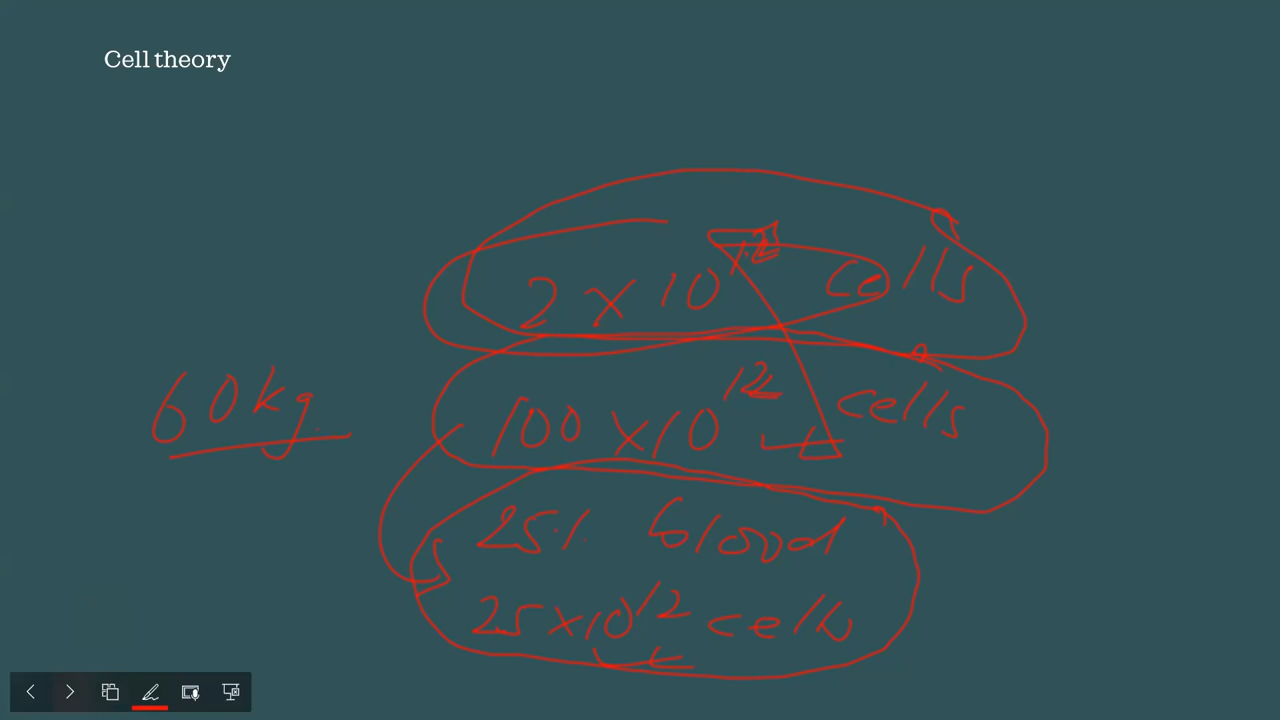 Cell theory
2 x 10^12 cells
60 kg.
100 x 10^12 cells
25% blood
25 x 10^12 cells